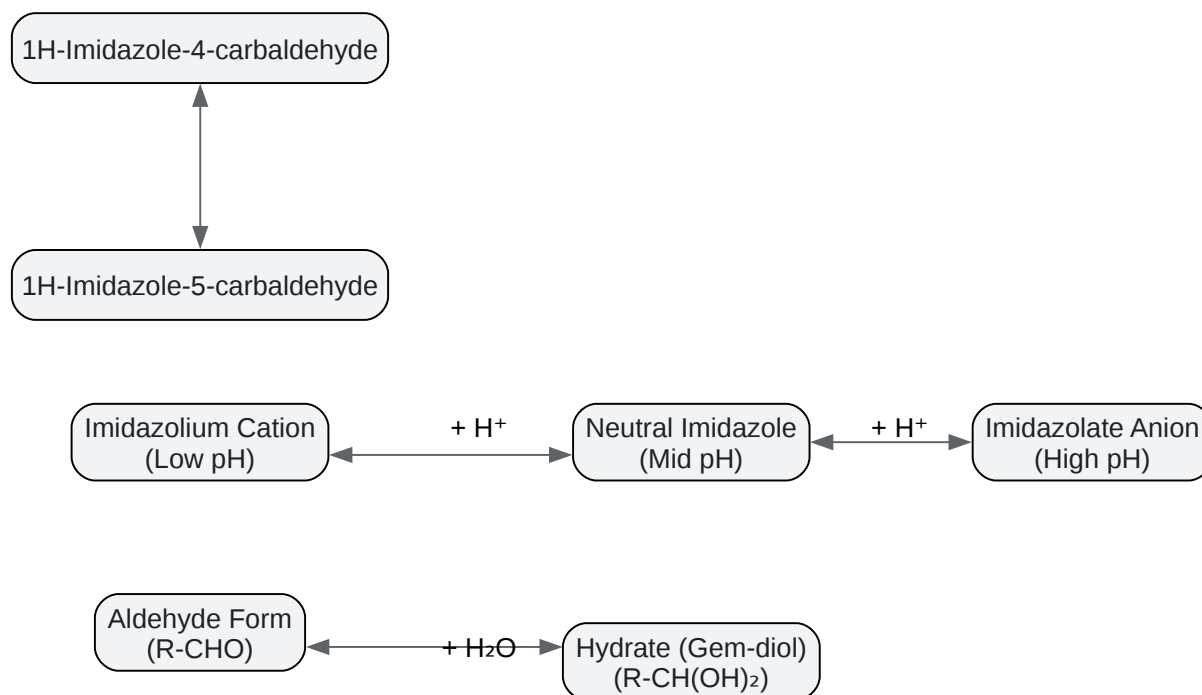 1H-Imidazole-4-carbaldehyde
1H-Imidazole-5-carbaldehyde
Imidazolium Cation
(Low pH)
+ H⁺
Neutral Imidazole
(Mid pH)
+ H⁺
Imidazolate Anion
(High pH)
Aldehyde Form
(R-CHO)
+ H₂O
Hydrate (Gem-diol)
(R-CH(OH)₂)